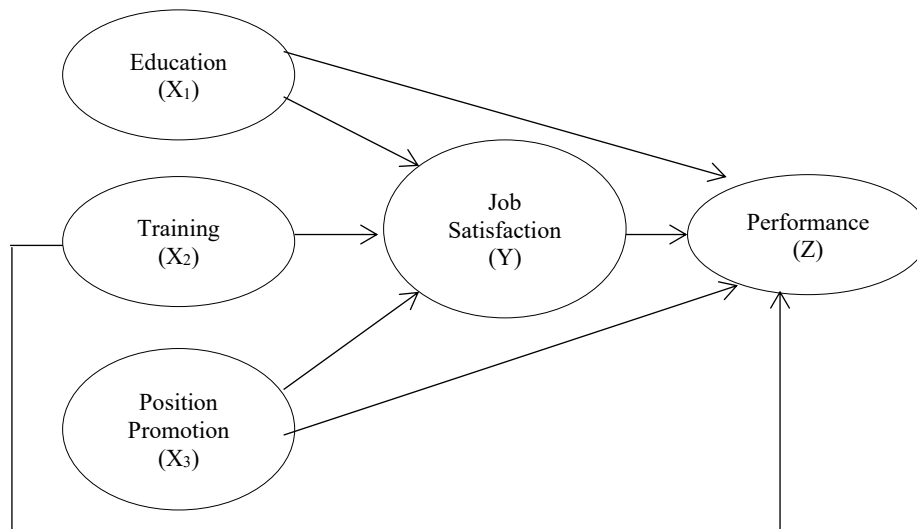 Education
(X₁)
Job
Satisfaction
(Y)
Training
(X₂)
Performance
(Z)
Position
Promotion
(X₃)